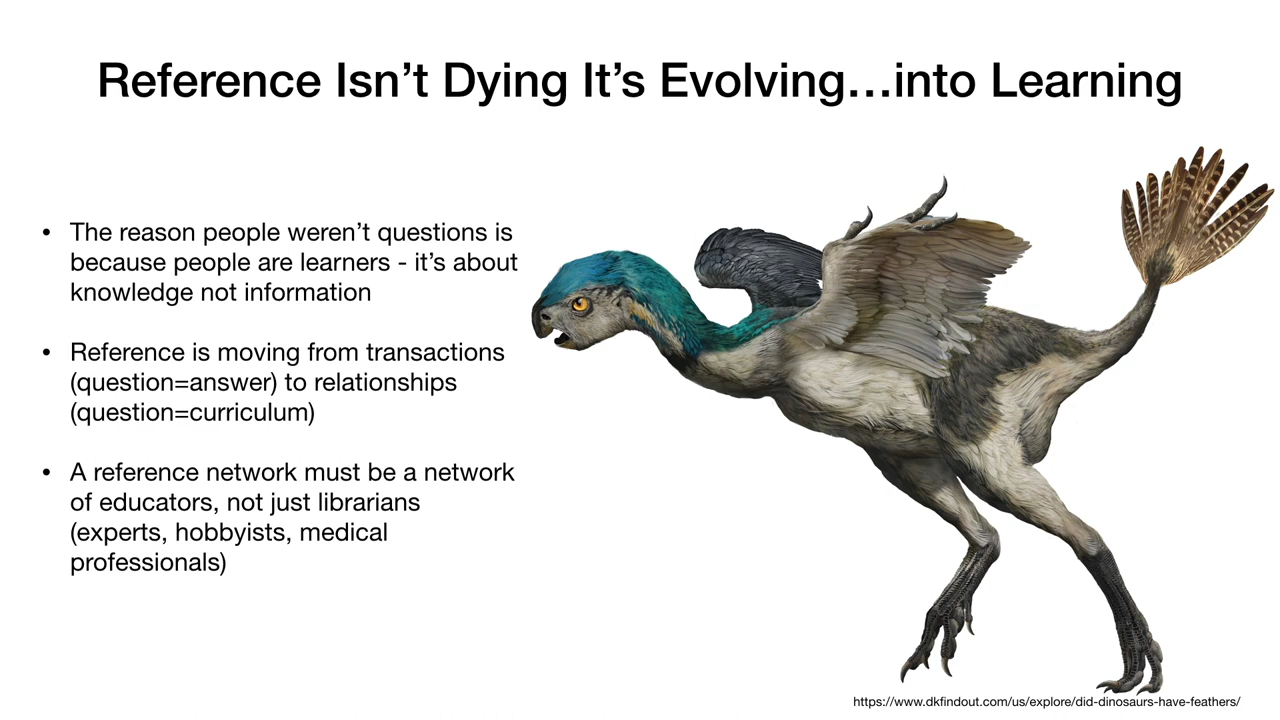 Reference Isn’t Dying It’s Evolving…into Learning
• The reason people weren’t questions is
because people are learners - it’s about
knowledge not information
• Reference is moving from transactions
(question=answer) to relationships
(question=curriculum)
• A reference network must be a network
of educators, not just librarians
(experts, hobbyists, medical
professionals)
https://www.dkfindout.com/us/explore/did-dinosaurs-have-feathers/